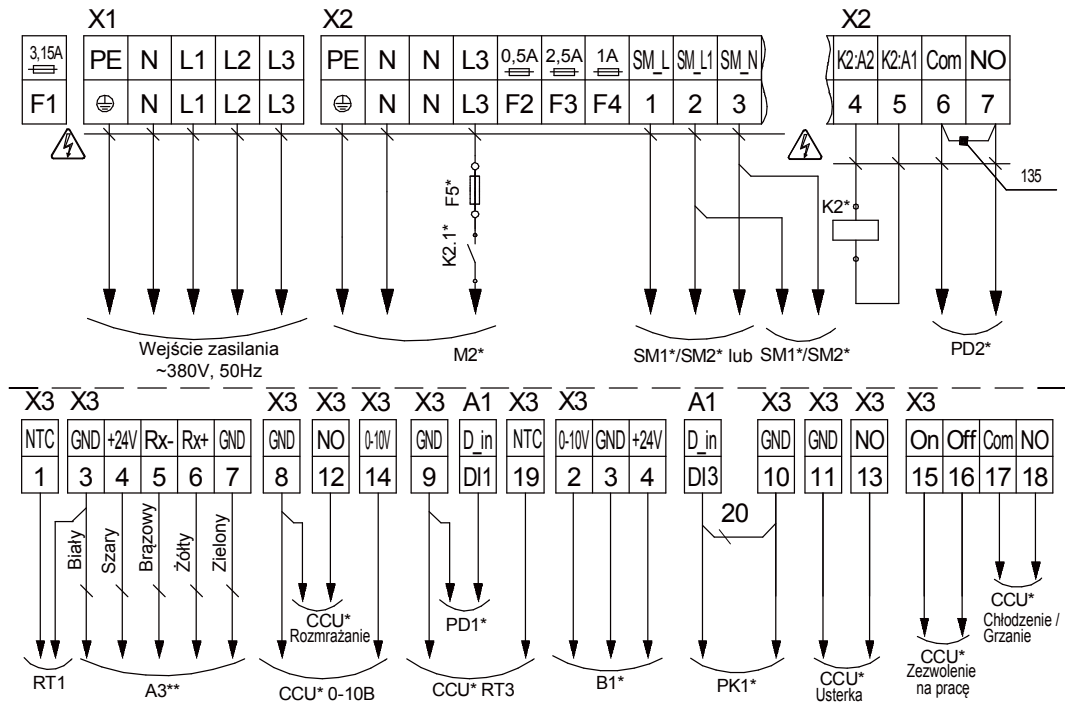 X1 X2 X2
3,15A PE N L1 L2 L3 PE N N L3 0,5A 2,5A 1A SM_L SM_L1 SM_N K2:A2 K2:A1 Com NO
F1 N L1 L2 L3 N N L3 F2 F3 F4 1 2 3 4 5 6 7
135
F5*
K2.1*
K2*
Wejście zasilania
~380V, 50Hz
M2*
SM1*/SM2* lub SM1*/SM2*
PD2*
X3 X3 X3 X3 X3 X3 A1 X3 X3 A1 X3 X3 X3 X3
NTC GND +24V Rx- Rx+ GND GND NO 0-10V GND D_in NTC 0-10V GND +24V D_in GND GND NO On Off Com NO
1 3 4 5 6 7 8 12 14 9 DI1 19 2 3 4 DI3 10 11 13 15 16 17 18
20
Biały
Szary
Brązowy
Żółty
Zielony
CCU*
Rozmrażanie
PD1*
CCU*
Chłodzenie /
Grzanie
RT1
A3**
CCU* 0-10B
CCU* RT3
B1*
PK1*
CCU*
Usterka
CCU*
Zezwolenie
na pracę